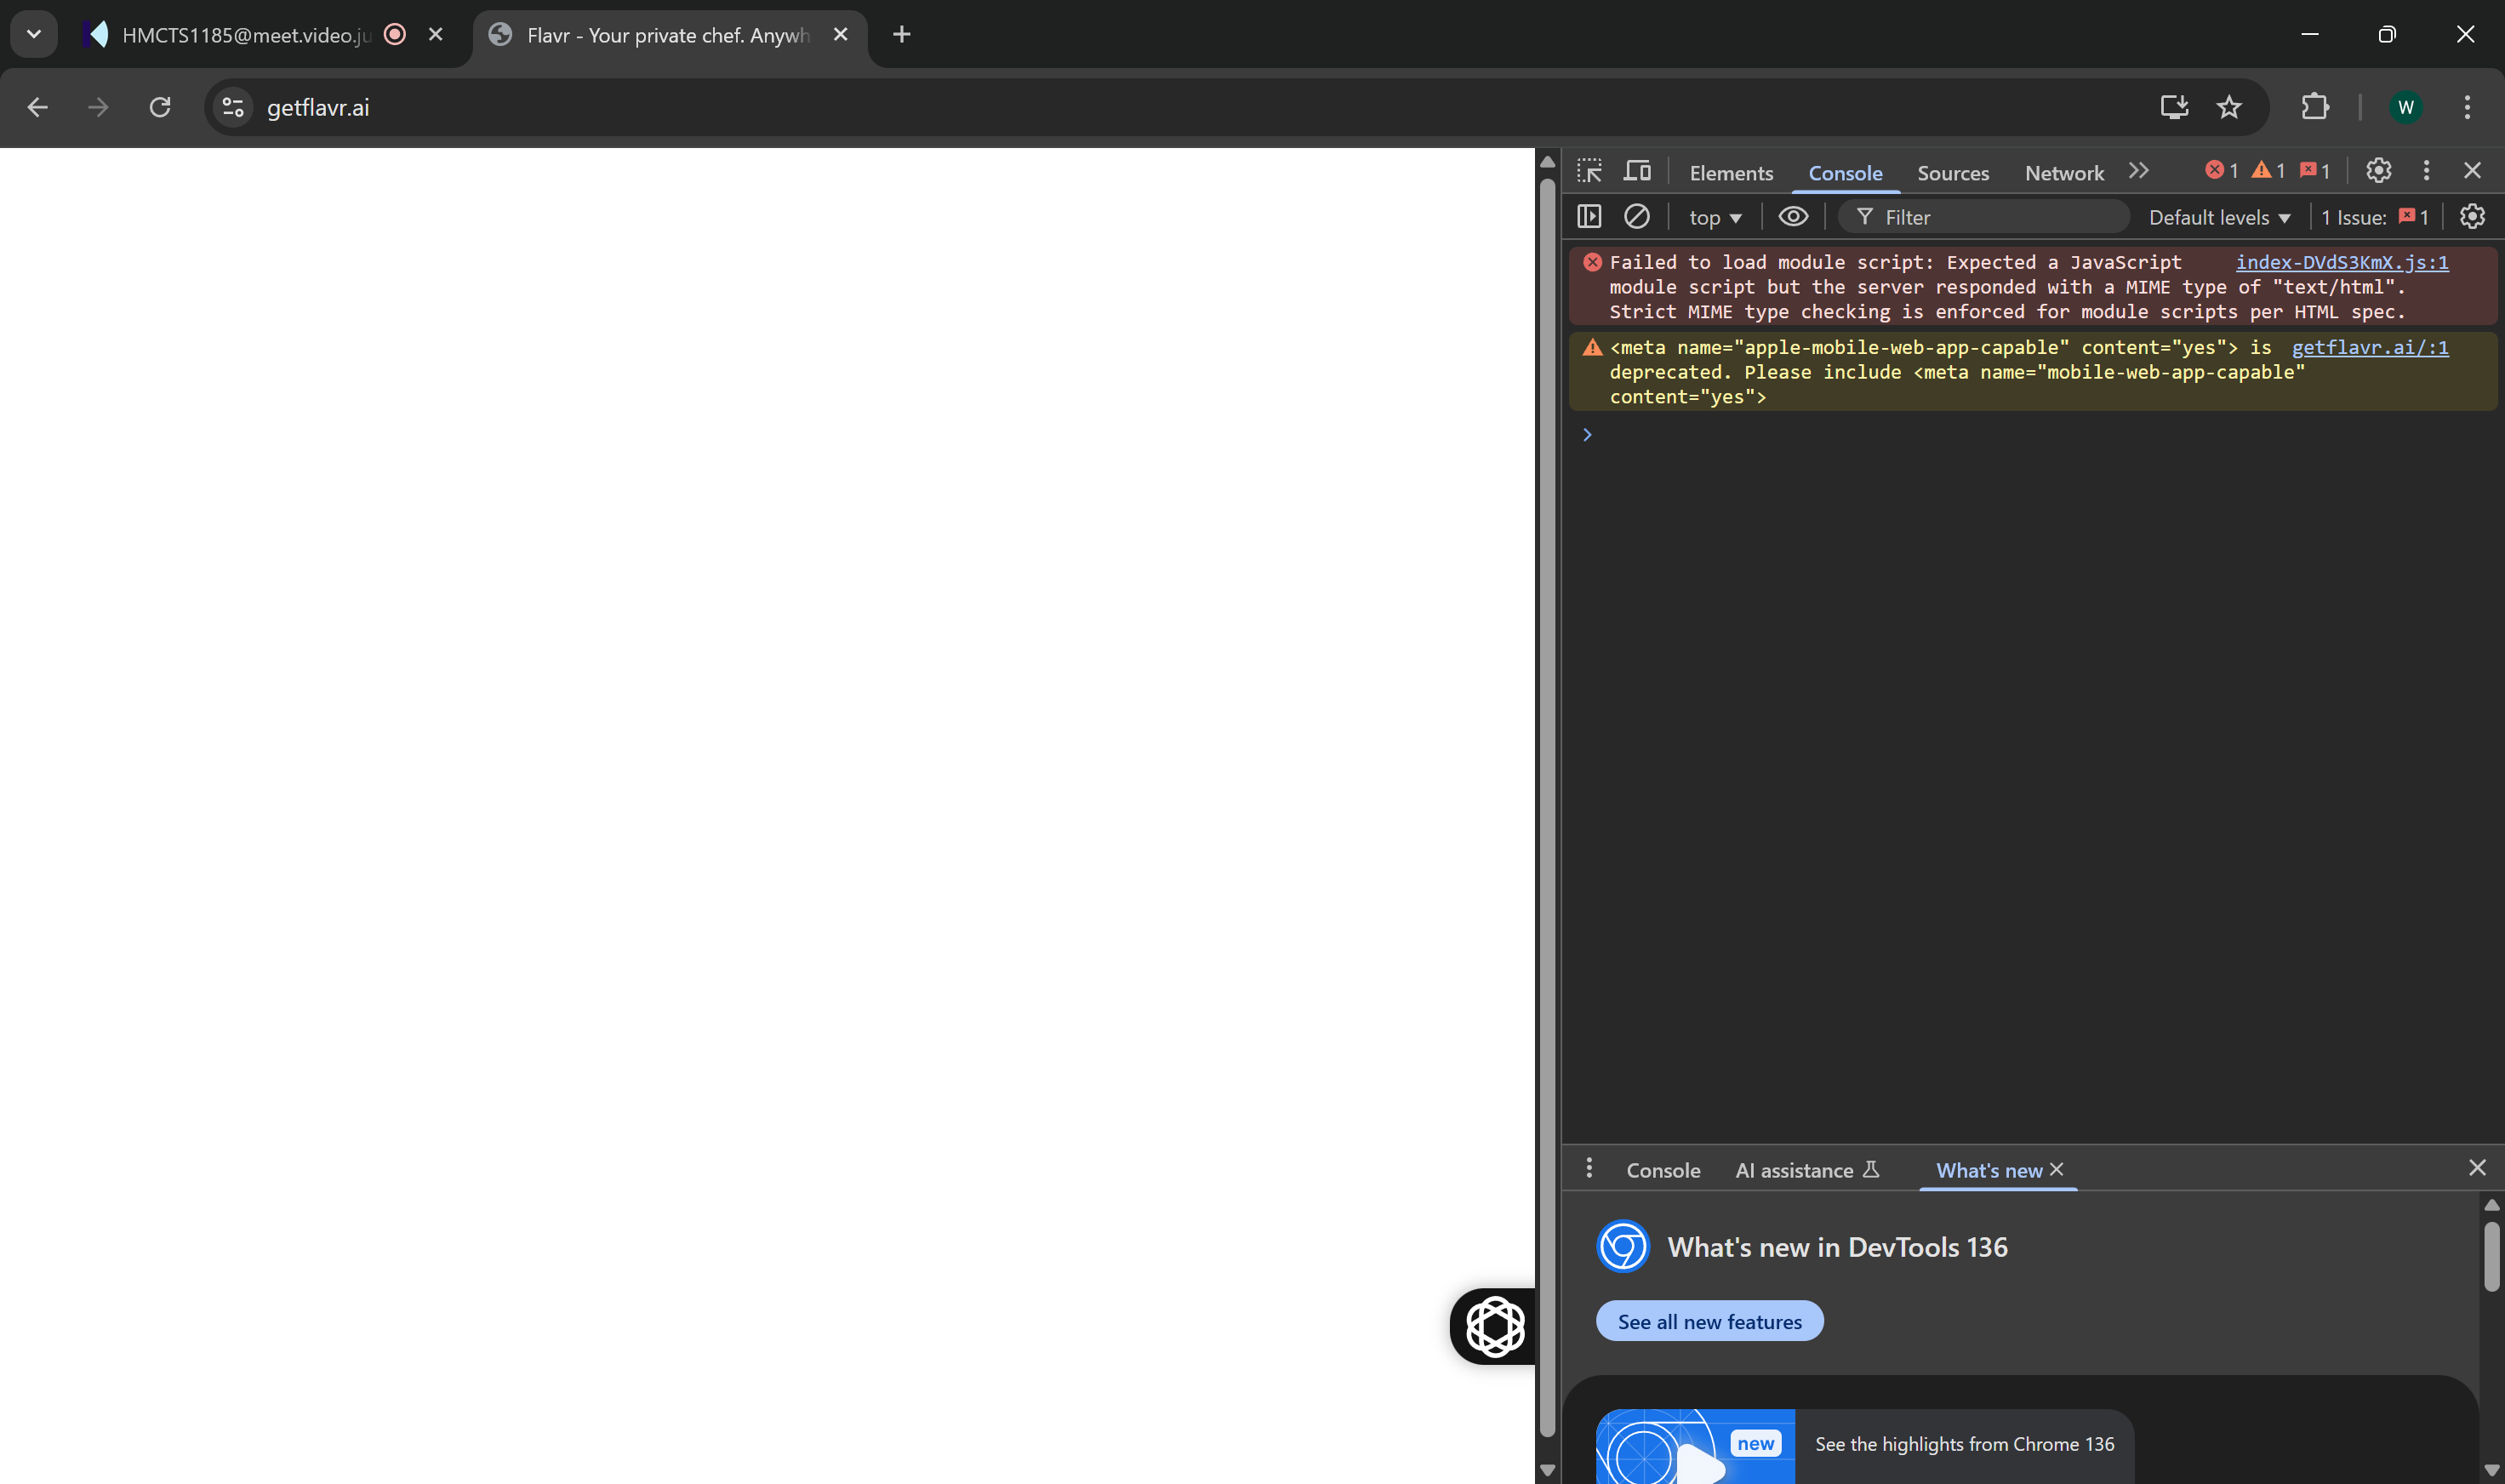 HMCTS1185@meet.video.ju
Flavr - Your private chef. Anywh
getflavr.ai
W
Elements
Console
Sources
Network
1
1
1
top
Filter
Default levels
1 Issue:
1
Failed to load module script: Expected a JavaScript index-DVdS3KmX.js:1
module script but the server responded with a MIME type of "text/html".
Strict MIME type checking is enforced for module scripts per HTML spec.
<meta name="apple-mobile-web-app-capable" content="yes"> is getflavr.ai/:1
deprecated. Please include <meta name="mobile-web-app-capable"
content="yes">
Console
AI assistance
What's new
What's new in DevTools 136
See all new features
new
See the highlights from Chrome 136